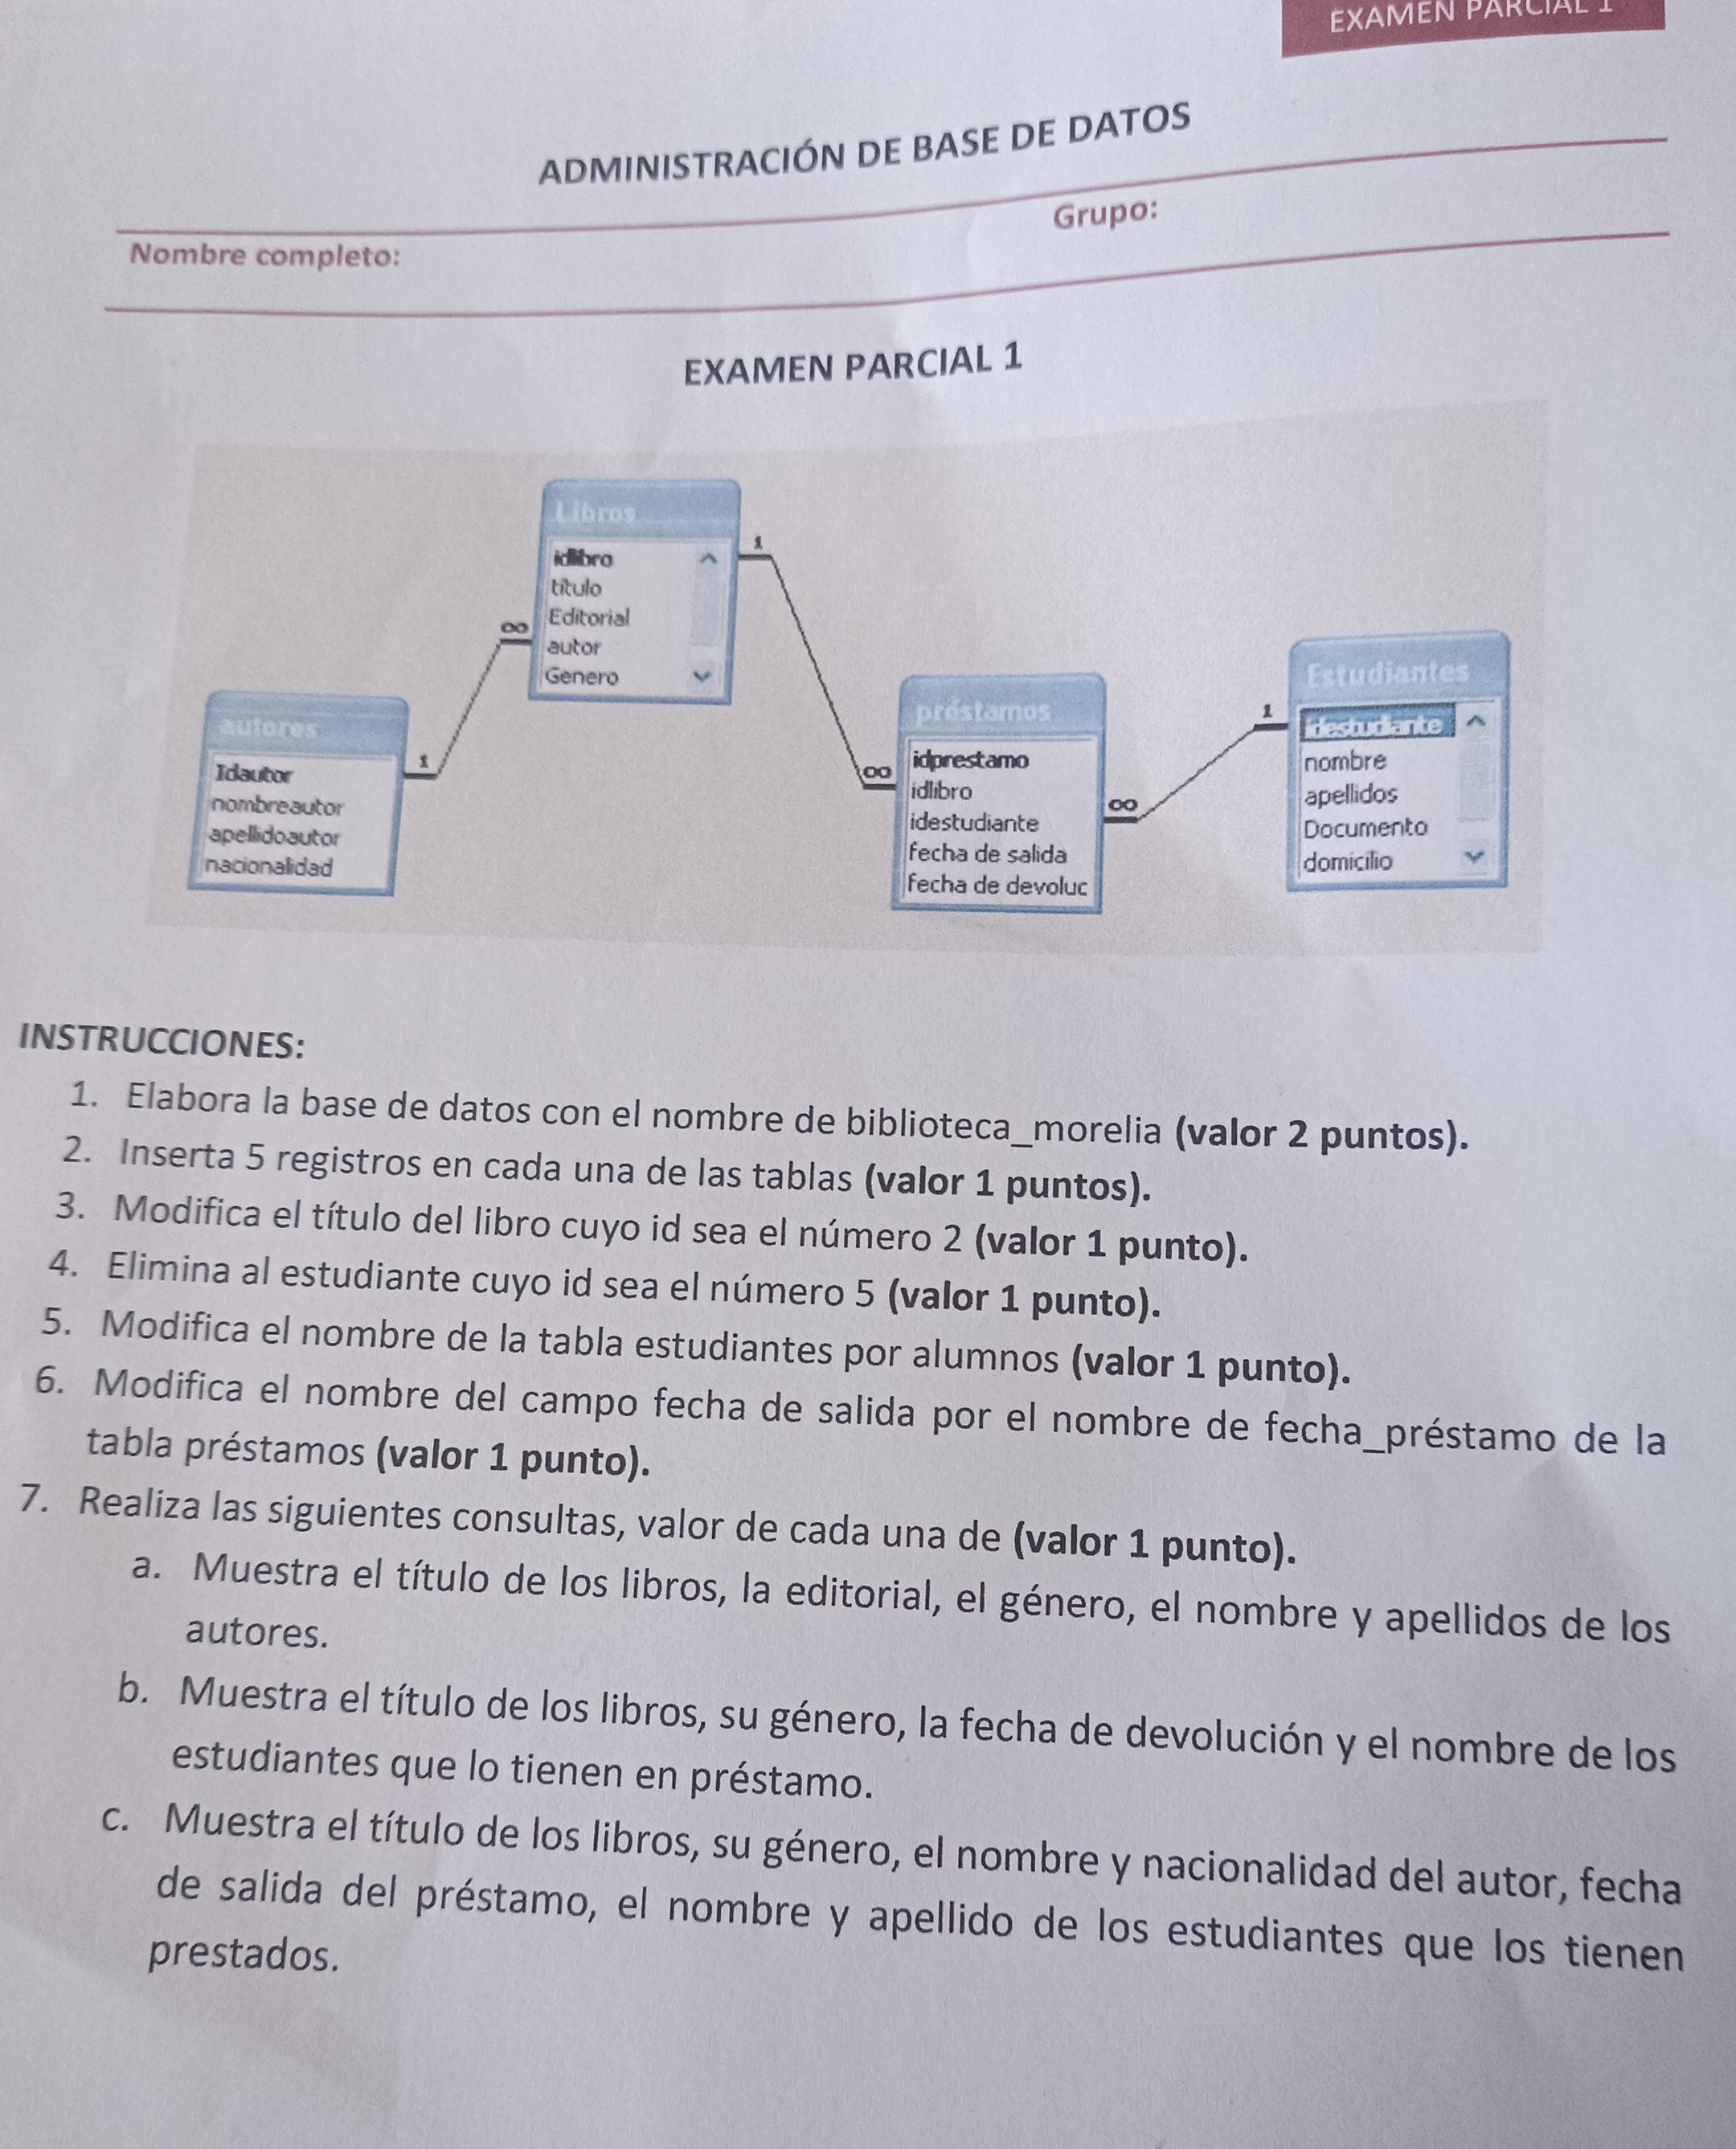 EXAMEN PARCIAL 1
ADMINISTRACIÓN DE BASE DE DATOS
Nombre completo:
Grupo:
EXAMEN PARCIAL 1
Libros
idlibro
título
Editorial
autor
Genero
1
∞
autores
Idautor
nombreautor
apellidoautor
nacionalidad
1
préstamos
idprestamo
idlibro
idestudiante
fecha de salida
fecha de devoluc
∞
∞
Estudiantes
idestudiante
nombre
apellidos
Documento
domicilio
1
INSTRUCCIONES:
1. Elabora la base de datos con el nombre de biblioteca_morelia (valor 2 puntos).
2. Inserta 5 registros en cada una de las tablas (valor 1 puntos).
3. Modifica el título del libro cuyo id sea el número 2 (valor 1 punto).
4. Elimina al estudiante cuyo id sea el número 5 (valor 1 punto).
5. Modifica el nombre de la tabla estudiantes por alumnos (valor 1 punto).
6. Modifica el nombre del campo fecha de salida por el nombre de fecha_préstamo de la
tabla préstamos (valor 1 punto).
7. Realiza las siguientes consultas, valor de cada una de (valor 1 punto).
a. Muestra el título de los libros, la editorial, el género, el nombre y apellidos de los
autores.
b. Muestra el título de los libros, su género, la fecha de devolución y el nombre de los
estudiantes que lo tienen en préstamo.
c. Muestra el título de los libros, su género, el nombre y nacionalidad del autor, fecha
de salida del préstamo, el nombre y apellido de los estudiantes que los tienen
prestados.